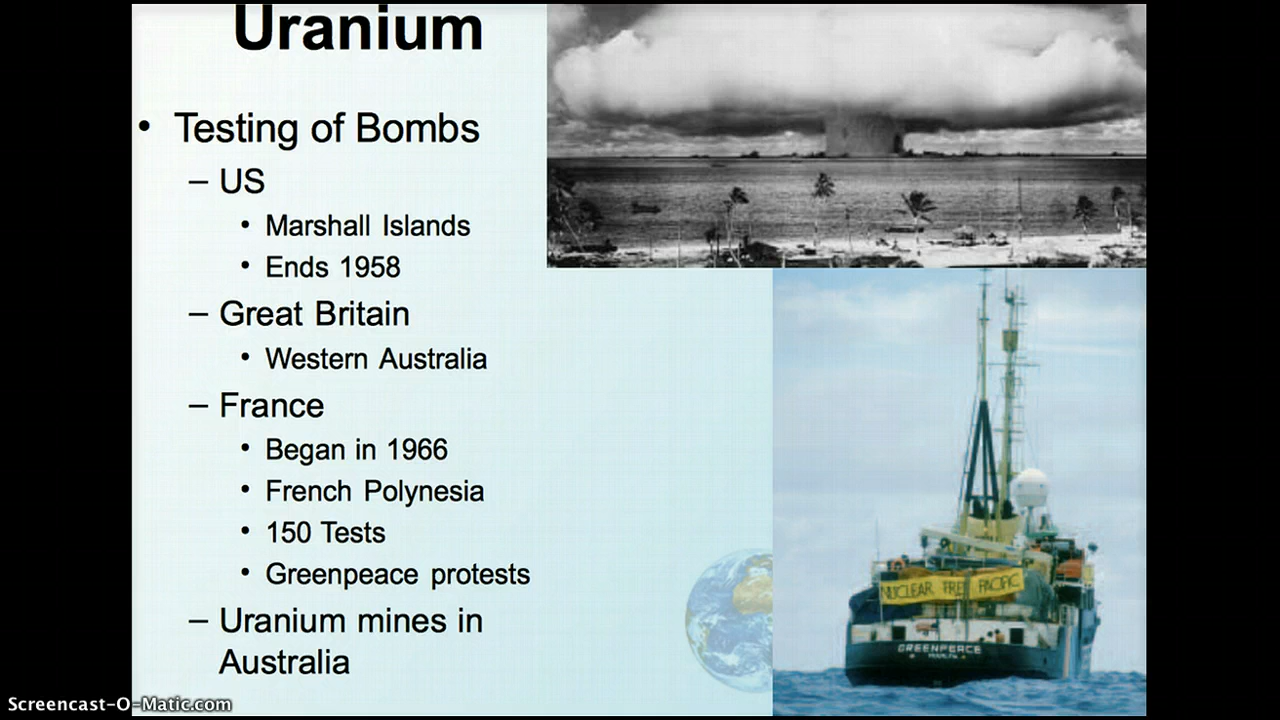 Uranium
• Testing of Bombs
– US
• Marshall Islands
• Ends 1958
– Great Britain
• Western Australia
– France
• Began in 1966
• French Polynesia
• 150 Tests
• Greenpeace protests
– Uranium mines in
Australia
NUCLEAR FREE PACIFIC
GREENPEACE
Screencast-O-Matic.com